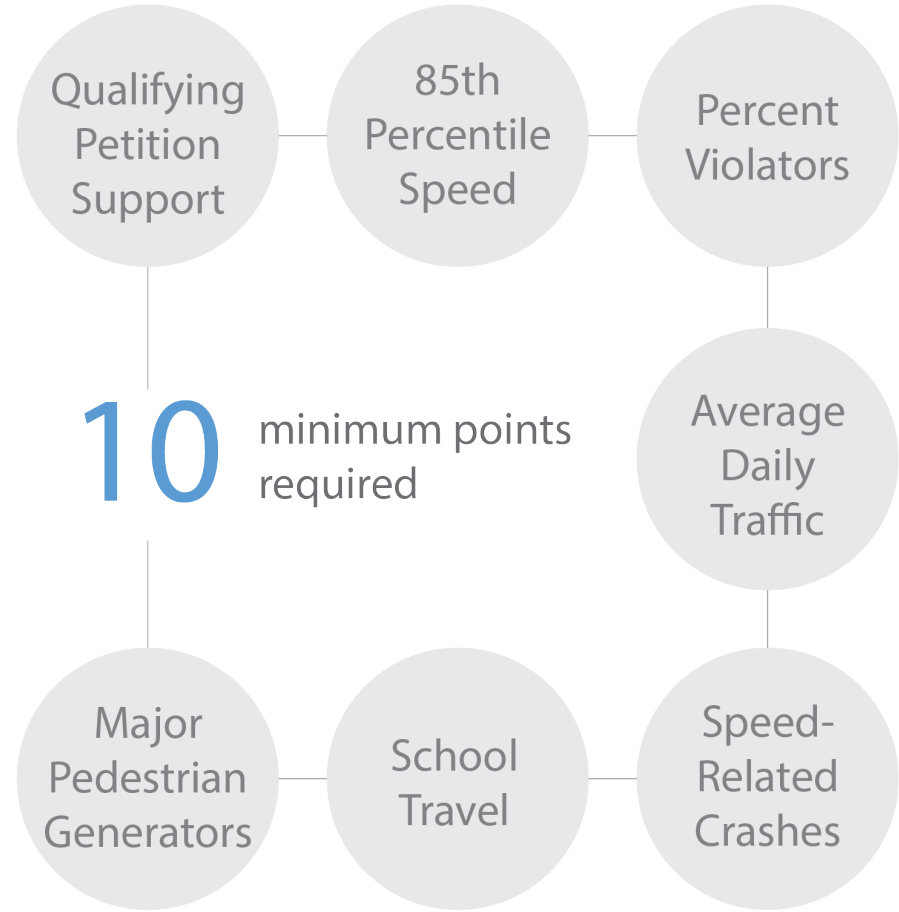 Qualifying
Petition
Support
85th
Percentile
Speed
Percent
Violators
10
minimum points
required
Average
Daily
Traffic
Major
Pedestrian
Generators
School
Travel
Speed-
Related
Crashes